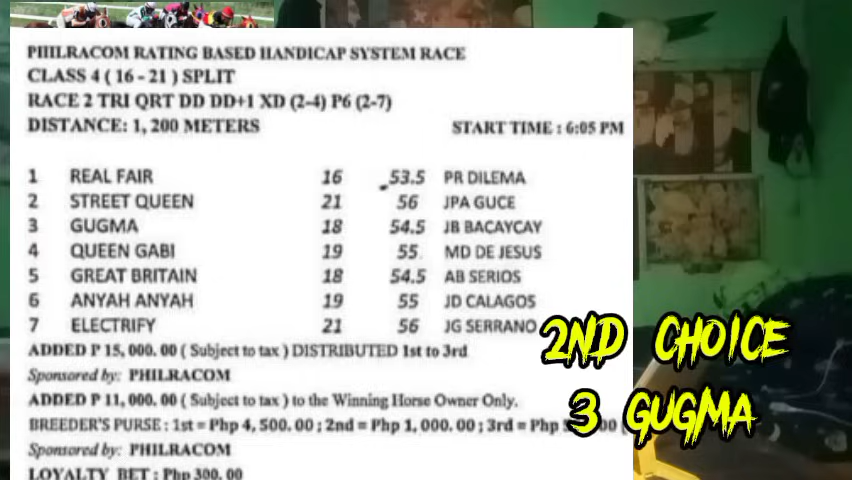 PHILRACOM RATING BASED HANDICAP SYSTEM RACE
CLASS 4 ( 16 - 21 ) SPLIT
RACE 2 TRI QRT DD DD+1 XD (2-4) P6 (2-7)
DISTANCE: 1, 200 METERS START TIME : 6:05 PM
1 REAL FAIR 16 53.5 PR DILEMA
2 STREET QUEEN 21 56 JPA GUCE
3 GUGMA 18 54.5 JB BACAYCAY
4 QUEEN GABI 19 55 MD DE JESUS
5 GREAT BRITAIN 18 54.5 AB SERIOS
6 ANYAH ANYAH 19 55 JD CALAGOS
7 ELECTRIFY 21 56 JG SERRANO
ADDED P 15, 000. 00 ( Subject to tax ) DISTRIBUTED 1st to 3rd
Sponsored by: PHILRACOM
ADDED P 11, 000. 00 ( Subject to tax ) to the Winning Horse Owner Only.
BREEDER'S PURSE : 1st = Php 4, 500. 00 ; 2nd = Php 1, 000. 00 ; 3rd = Php
Sponsored by: PHILRACOM
LOYALTY BET : Php 300. 00
2ND CHOICE
3 GUGMA